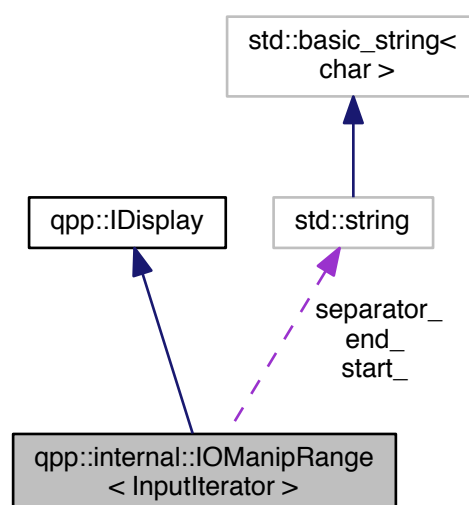 std::basic_string<
char >
qpp::IDisplay
std::string
separator_
end_
start_
qpp::internal::IOManipRange
< InputIterator >